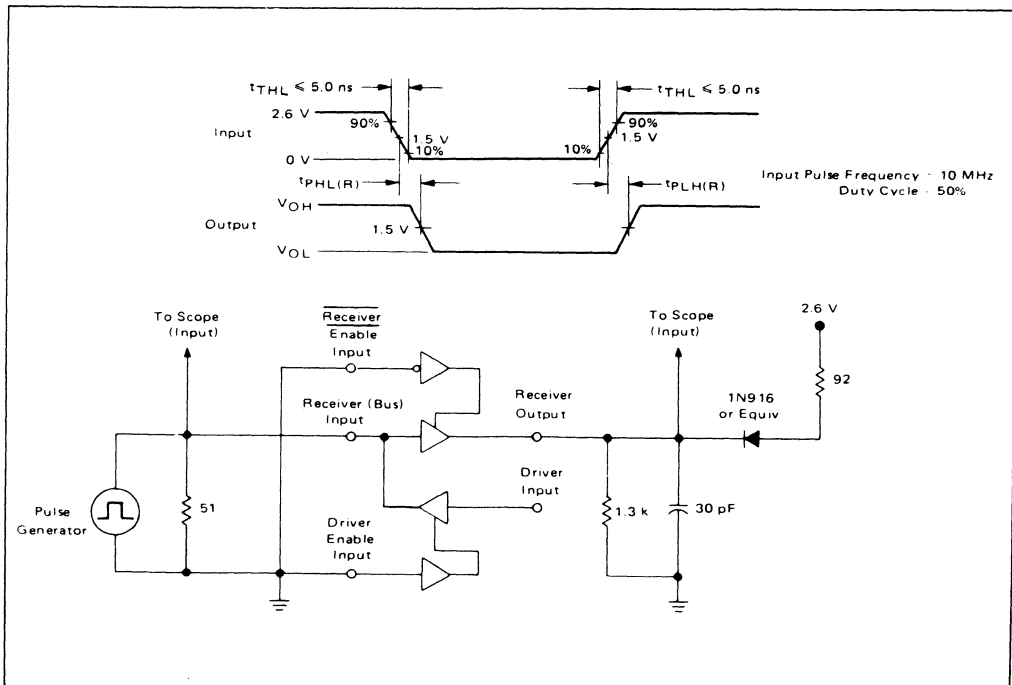 tTHL ≤ 5.0 ns
tTHL ≤ 5.0 ns
2.6 V
90%
90%
Input
1.5 V
1.5 V
10%
10%
0 V
tPHL(R)
tPLH(R)
Input Pulse Frequency - 10 MHz
Duty Cycle - 50%
VOH
Output
1.5 V
VOL
To Scope
(Input)
Receiver
Enable
Input
To Scope
(Input)
2.6 V
92
1N916
or Equiv
Receiver (Bus)
Input
Receiver
Output
Driver
Input
Pulse
Generator
51
Driver
Enable
Input
1.3 k
30 pF